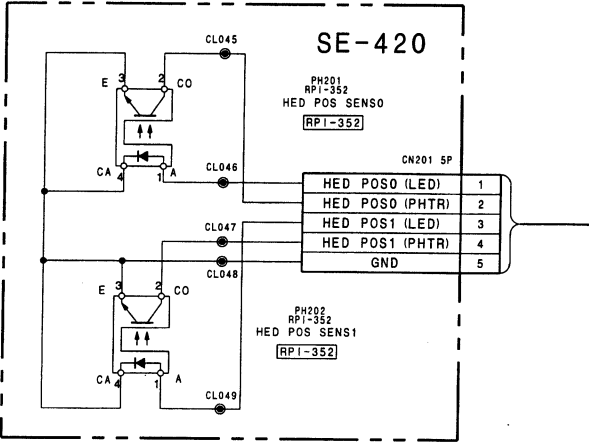 CL045
SE-420
E 3 2 CO
PH201
RPI-352
HED POS SENS0
RPI-352
CN201 5P
CL046
CA 4 1 A
HED POS0 (LED) 1
HED POS0 (PHTR) 2
HED POS1 (LED) 3
HED POS1 (PHTR) 4
GND 5
CL047
CL048
E 3 2 CO
PH202
RPI-352
HED POS SENS1
RPI-352
CA 4 1 A
CL049